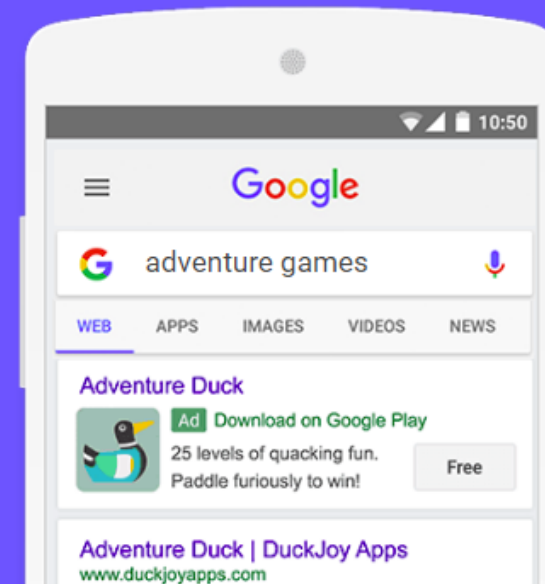 10:50
Google
adventure games
WEB APPS IMAGES VIDEOS NEWS
Adventure Duck
Ad Download on Google Play
25 levels of quacking fun.
Paddle furiously to win!
Free
Adventure Duck | DuckJoy Apps
www.duckjoyapps.com